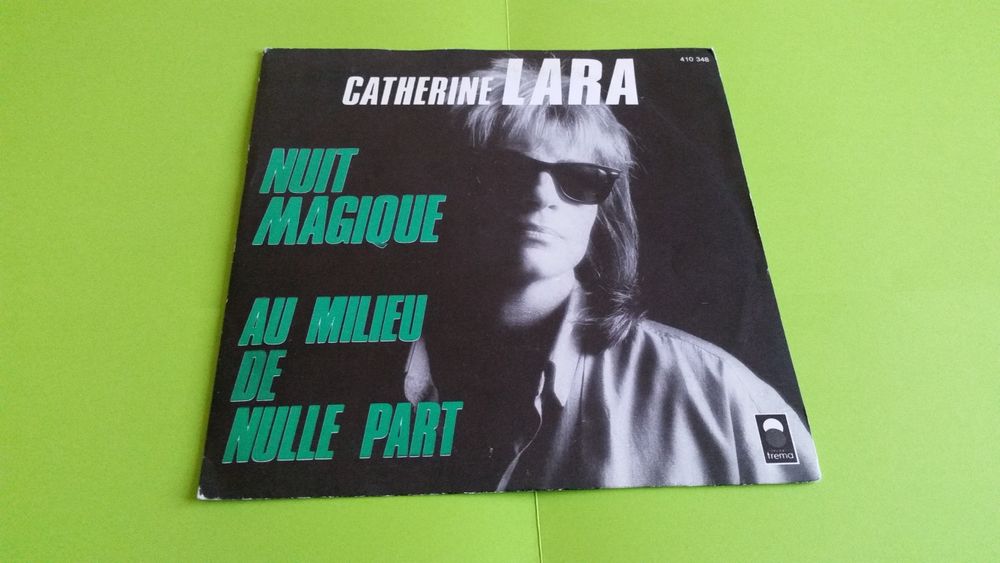 CATHERINE LARA
410 348
NUIT
MAGIQUE
AU MILIEU
DE
NULLE PART
trema